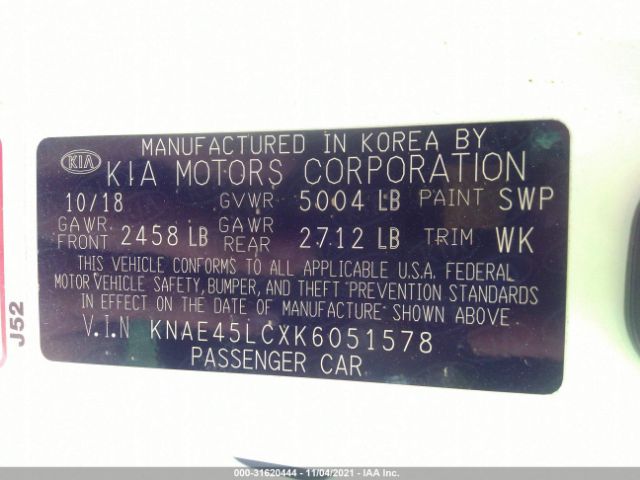 MANUFACTURED IN KOREA BY
KIA KIA MOTORS CORPORATION
10/18 GVWR 5004 LB PAINT SWP
GAWR FRONT 2458 LB GAWR REAR 2712 LB TRIM WK
THIS VEHICLE CONFORMS TO ALL APPLICABLE U.S.A. FEDERAL
MOTOR VEHICLE SAFETY, BUMPER, AND THEFT PREVENTION STANDARDS
IN EFFECT ON THE DATE OF MANUFACTURE SHOWN ABOVE.
V.I.N KNAE45LCXK6051578
PASSENGER CAR
J52
000-31620444 - 11/04/2021 - IAAI Inc.